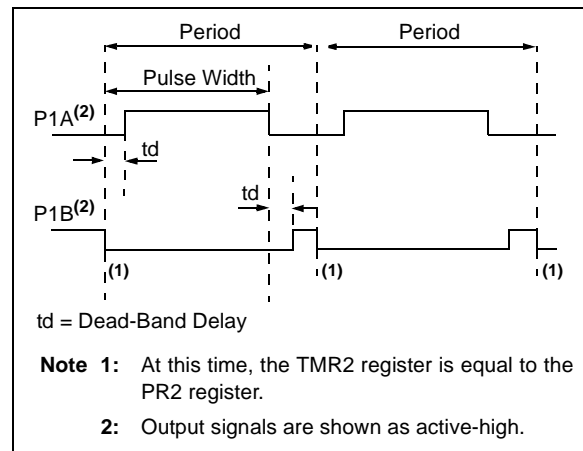 Period Period
Pulse Width
P1A(2)
td
td
P1B(2)
(1) (1) (1)
td = Dead-Band Delay
Note 1: At this time, the TMR2 register is equal to the
PR2 register.
2: Output signals are shown as active-high.